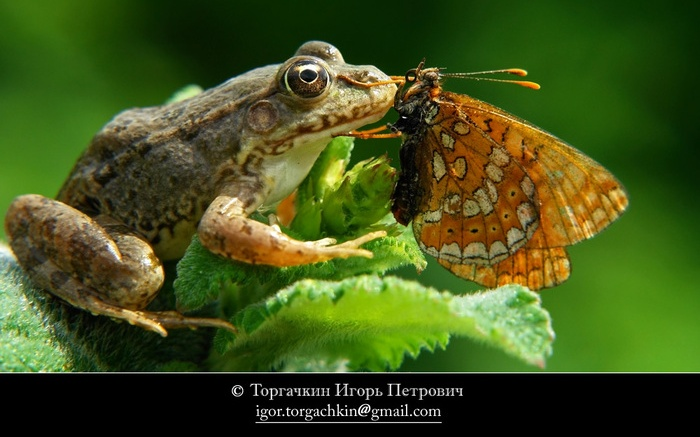 © Торгачкин Игорь Петрович
igor.torgachkin@gmail.com